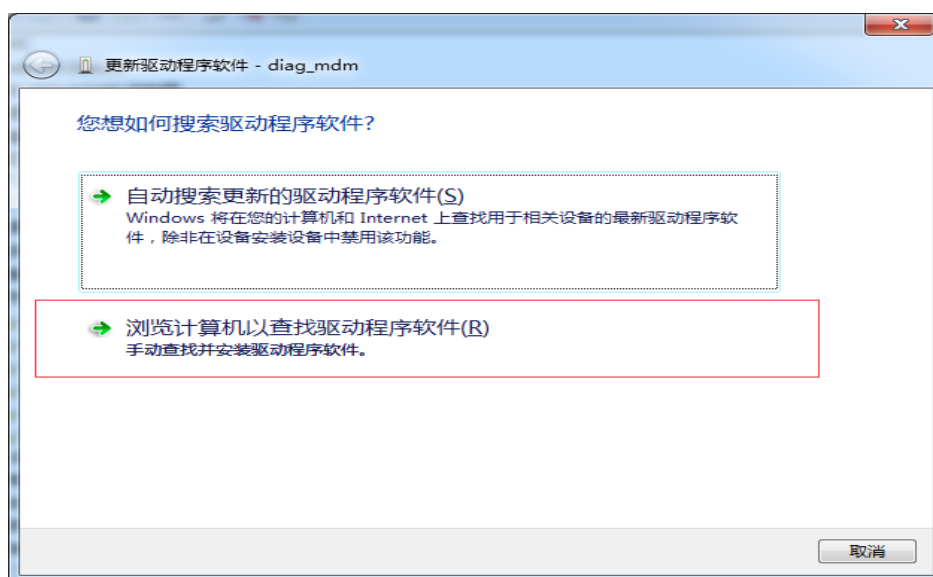 更新驱动程序软件 - diag_mdm
您想如何搜索驱动程序软件?
自动搜索更新的驱动程序软件(S)
Windows 将在您的计算机和 Internet 上查找用于相关设备的最新驱动程序软
件，除非在设备安装设备中禁用该功能。
浏览计算机以查找驱动程序软件(R)
手动查找并安装驱动程序软件。
取消